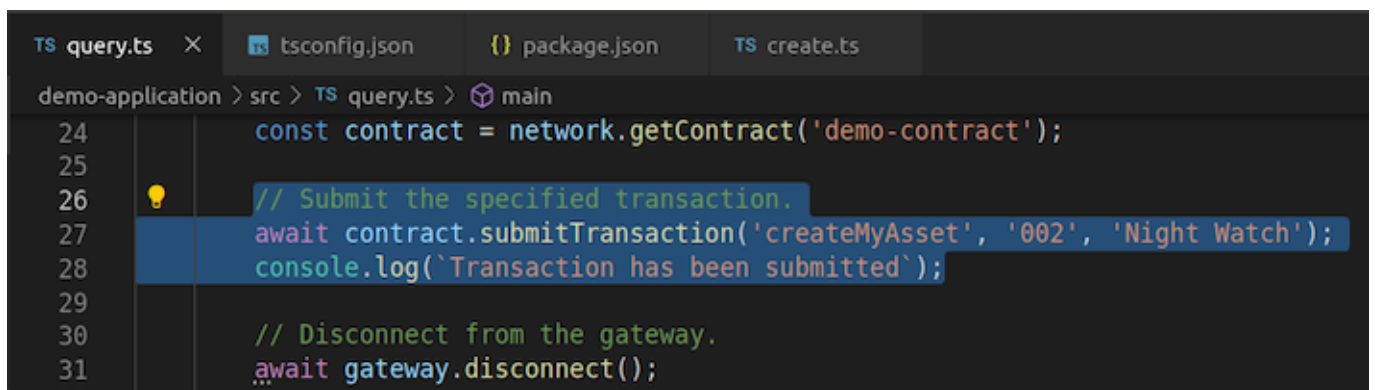 TS query.ts ×  TS tsconfig.json  {} package.json  TS create.ts
demo-application > src > TS query.ts > main
24 const contract = network.getContract('demo-contract');
25
26 // Submit the specified transaction.
27 await contract.submitTransaction('createMyAsset', '002', 'Night Watch');
28 console.log(`Transaction has been submitted`);
29
30 // Disconnect from the gateway.
31 await gateway.disconnect();